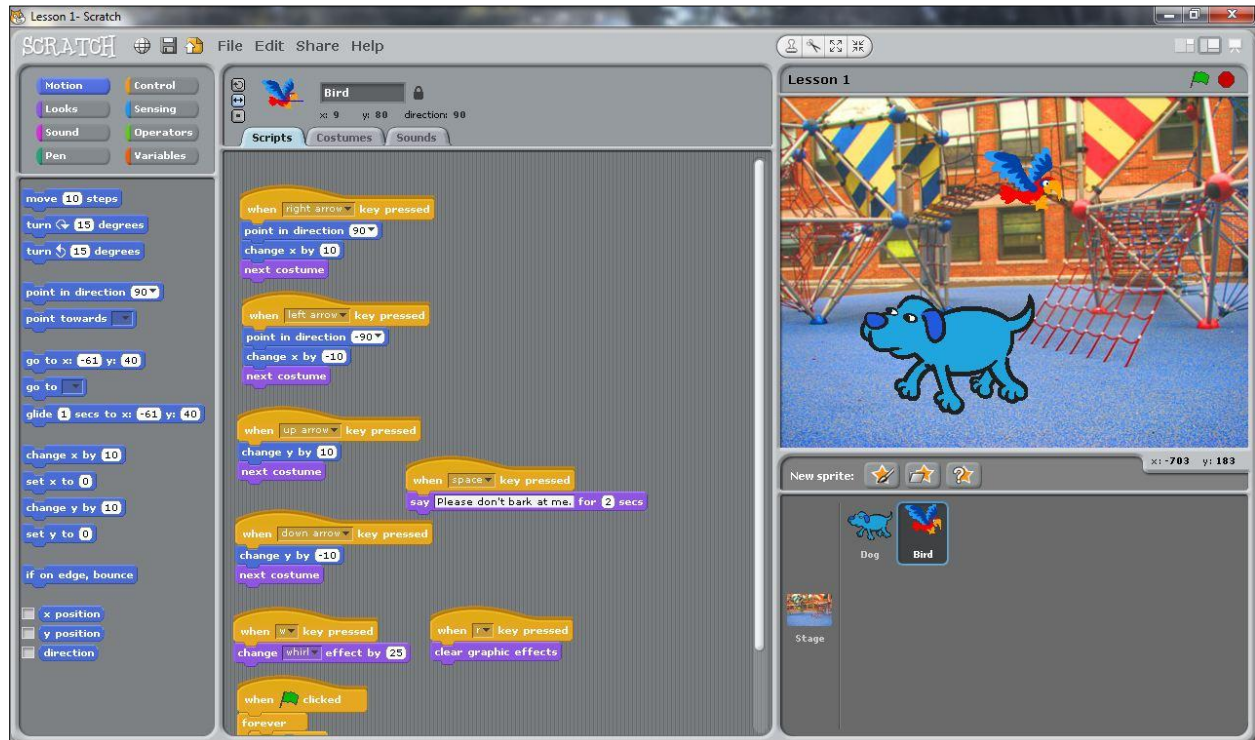 Lesson 1- Scratch
SCRATCH File Edit Share Help
Motion Control
Looks Sensing
Sound Operators
Pen Variables
move 10 steps
turn 15 degrees
turn 15 degrees
point in direction 90
point towards
go to x: -61 y: 40
go to
glide 1 secs to x: -61 y: 40
change x by 10
set x to 0
change y by 10
set y to 0
if on edge, bounce
x position
y position
direction
Bird
x: 9 y: 80 direction: 90
Scripts Costumes Sounds
when right arrow key pressed
point in direction 90
change x by 10
next costume
when left arrow key pressed
point in direction -90
change x by -10
next costume
when up arrow key pressed
change y by 10
next costume
when space key pressed
say Please don't bark at me. for 2 secs
when down arrow key pressed
change y by -10
next costume
when w key pressed
change whirl effect by 25
when r key pressed
clear graphic effects
when clicked
forever
Lesson 1
x: -703 y: 183
New sprite:
Dog Bird
Stage